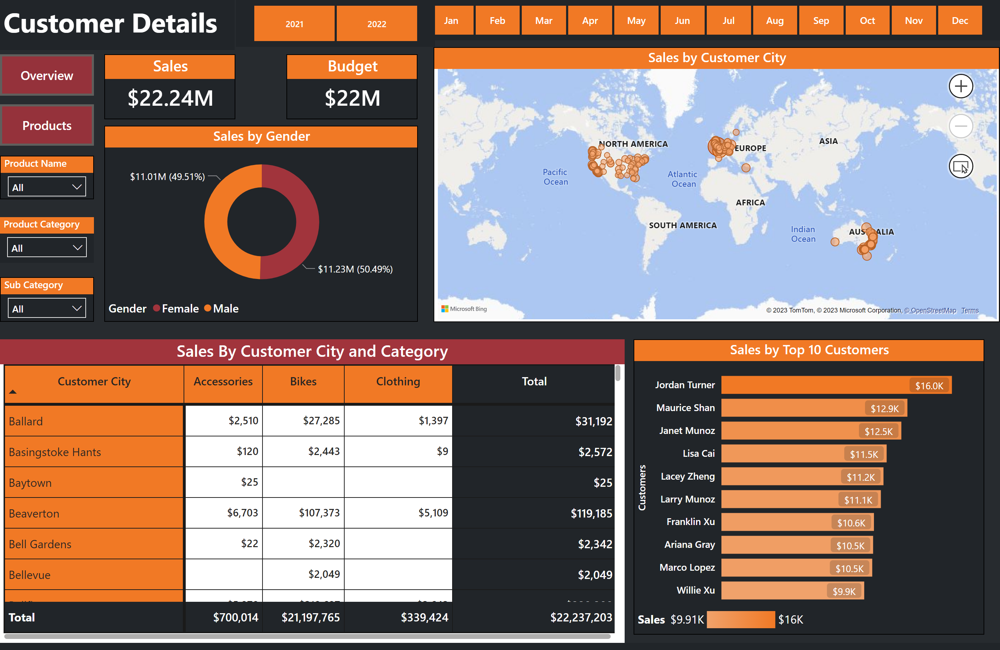 Customer Details
2021
2022
Jan
Feb
Mar
Apr
May
Jun
Jul
Aug
Sep
Oct
Nov
Dec
Overview
Products
Product Name
All
Product Category
All
Sub Category
All
Sales
$22.24M
Budget
$22M
Sales by Gender
$11.01M (49.51%)
$11.23M (50.49%)
Gender Female Male
Sales by Customer City
NORTH AMERICA
EUROPE
ASIA
Pacific
Ocean
Atlantic
Ocean
AFRICA
SOUTH AMERICA
Indian
Ocean
AUSTRALIA
Microsoft Bing
© 2023 TomTom, © 2023 Microsoft Corporation, © OpenStreetMap Terms
Sales By Customer City and Category
Customer City Accessories Bikes Clothing Total
Ballard $2,510 $27,285 $1,397 $31,192
Basingstoke Hants $120 $2,443 $9 $2,572
Baytown $25 $25
Beaverton $6,703 $107,373 $5,109 $119,185
Bell Gardens $22 $2,320 $2,342
Bellevue $2,049 $2,049
Total $700,014 $21,197,765 $339,424 $22,237,203
Sales by Top 10 Customers
Customers
Jordan Turner $16.0K
Maurice Shan $12.9K
Janet Munoz $12.5K
Lisa Cai $11.5K
Lacey Zheng $11.2K
Larry Munoz $11.1K
Franklin Xu $10.6K
Ariana Gray $10.5K
Marco Lopez $10.5K
Willie Xu $9.9K
Sales $9.91K $16K